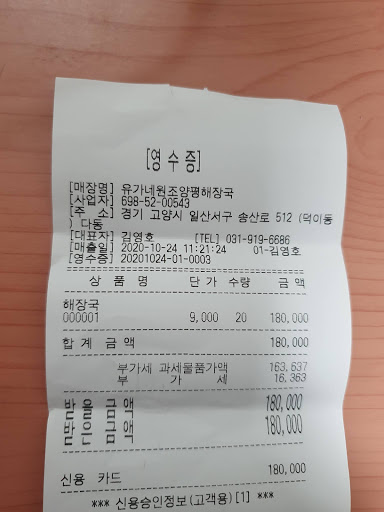 [영 수 증]
[매장명] 유가네원조양평해장국
[사업자] 698-52-00543
[주 소] 경기 고양시 일산서구 송산로 512 (덕이동
) 다동
[대표자] 김영호 [TEL] 031-919-6686
[매출일] 2020-10-24 11:21:24 01-김영호
[영수증] 20201024-01-0003
상 품 명 단 가 수량 금 액
해장국
000001 9,000 20 180,000
합 계 금 액 180,000
부가세 과세물품가액 163,637
부 가 세 16,363
받을금액 180,000
받은금액 180,000
신용 카드 180,000
*** 신용승인정보(고객용)[1] ***